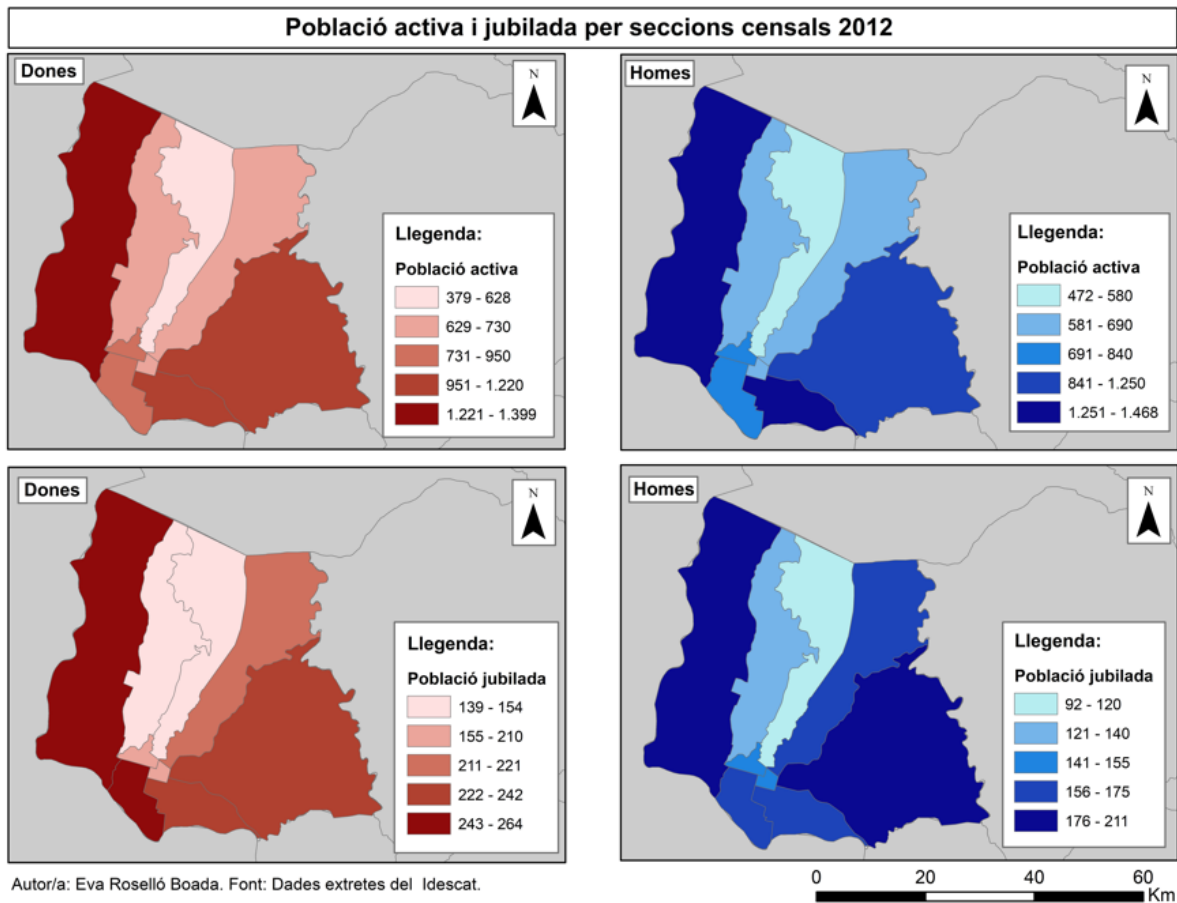 Població activa i jubilada per seccions censals 2012
Dones
N
Llegenda:
Població activa
379 - 628
629 - 730
731 - 950
951 - 1.220
1.221 - 1.399
Homes
N
Llegenda:
Població activa
472 - 580
581 - 690
691 - 840
841 - 1.250
1.251 - 1.468
Dones
N
Llegenda:
Població jubilada
139 - 154
155 - 210
211 - 221
222 - 242
243 - 264
Homes
N
Llegenda:
Població jubilada
92 - 120
121 - 140
141 - 155
156 - 175
176 - 211
Autor/a: Eva Roselló Boada. Font: Dades extretes del Idescat.
0 20 40 60
Km